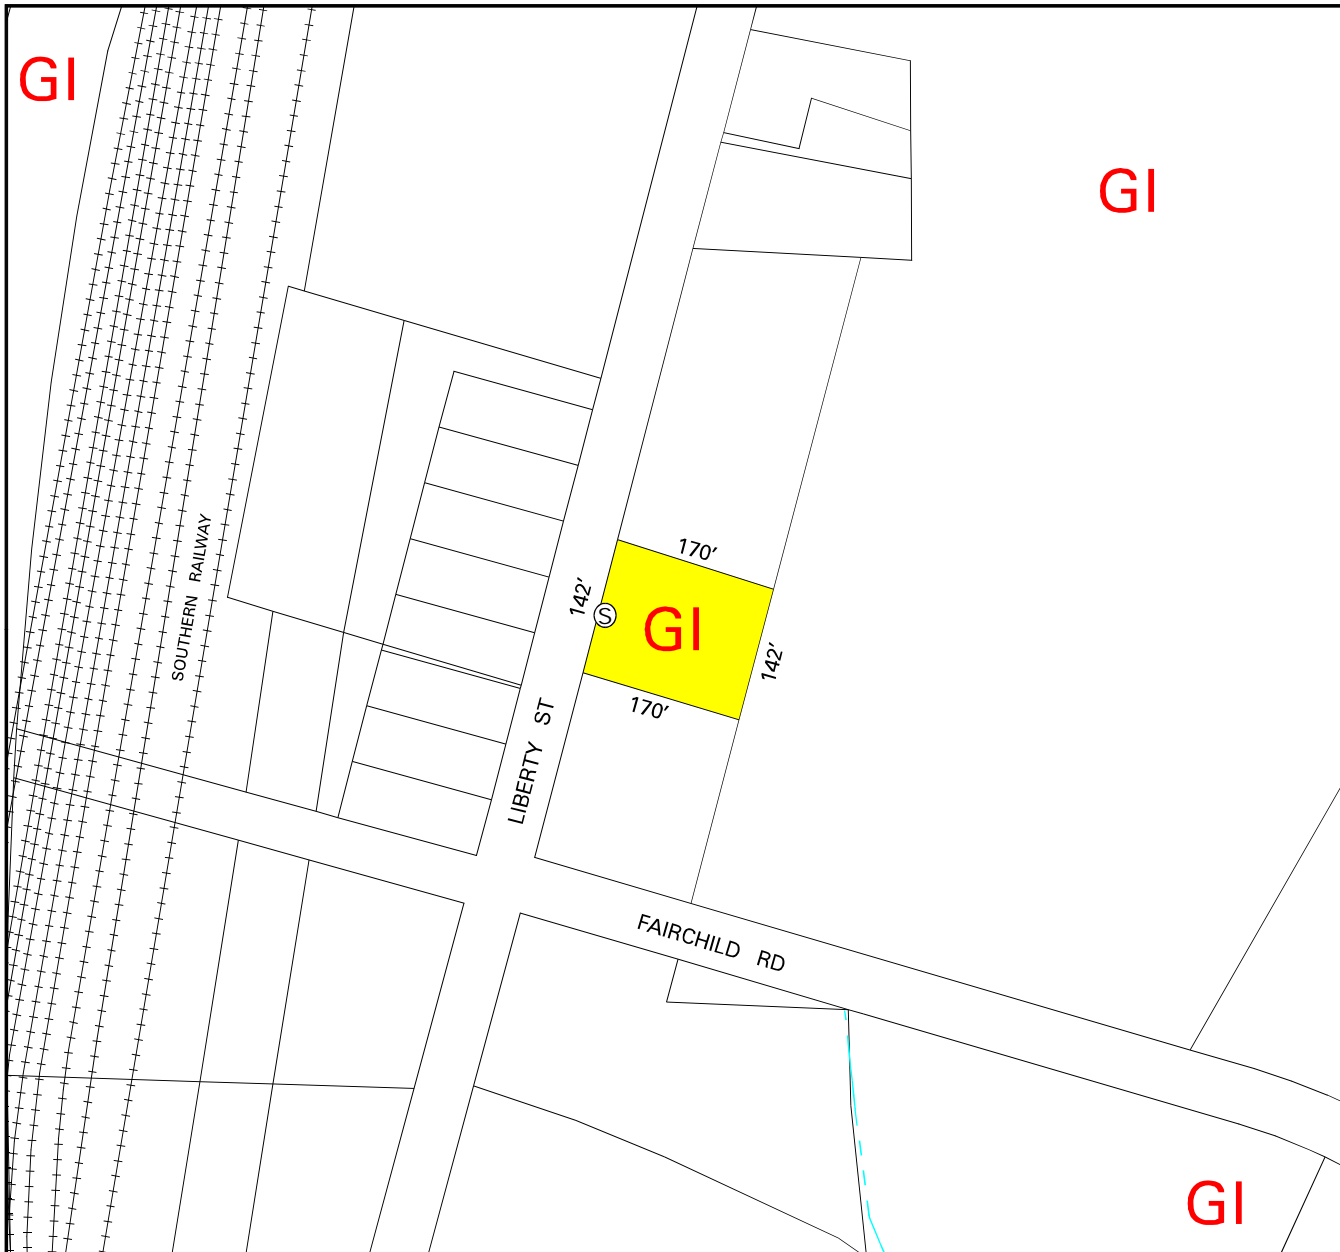 GI
GI
170′
142′
S
GI
142′
170′
SOUTHERN RAILWAY
LIBERTY ST
FAIRCHILD RD
GI